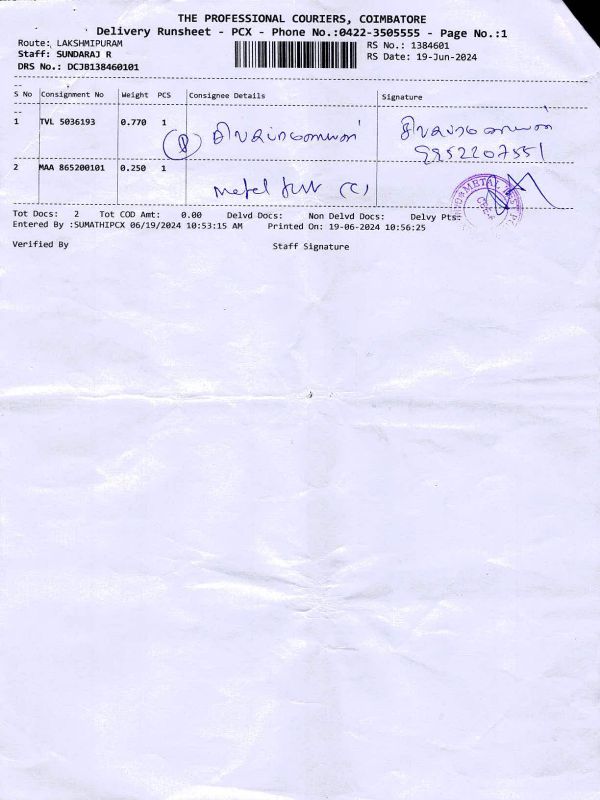 THE PROFESSIONAL COURIERS, COIMBATORE
Delivery Runsheet - PCX - Phone No.:0422-3505555 - Page No.:1
Route: LAKSHMIPURAM
RS No.: 1384601
Staff: SUNDARAJ R
RS Date: 19-Jun-2024
DRS No.: DCJB138460101
S No Consignment No Weight PCS Consignee Details Signature
1 TVL 5036193 0.770 1
9952207551
2 MAA 865200101 0.250 1
Metal (C)
METAL
Tot Docs: 2 Tot COD Amt: 0.00 Delvd Docs: Non Delvd Docs: Delvy Pts:
Entered By :SUMATHIPCX 06/19/2024 10:53:15 AM Printed On: 19-06-2024 10:56:25
Verified By Staff Signature